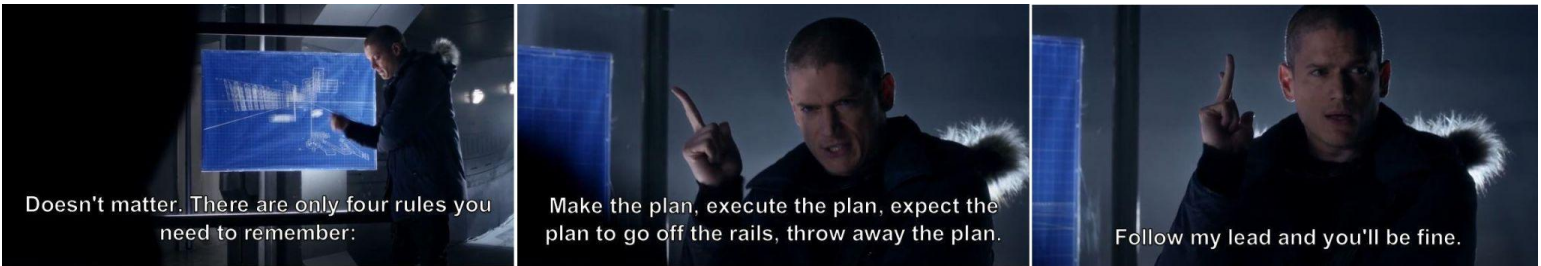 Doesn't matter. There are only four rules you
need to remember:
Make the plan, execute the plan, expect the
plan to go off the rails, throw away the plan.
Follow my lead and you'll be fine.